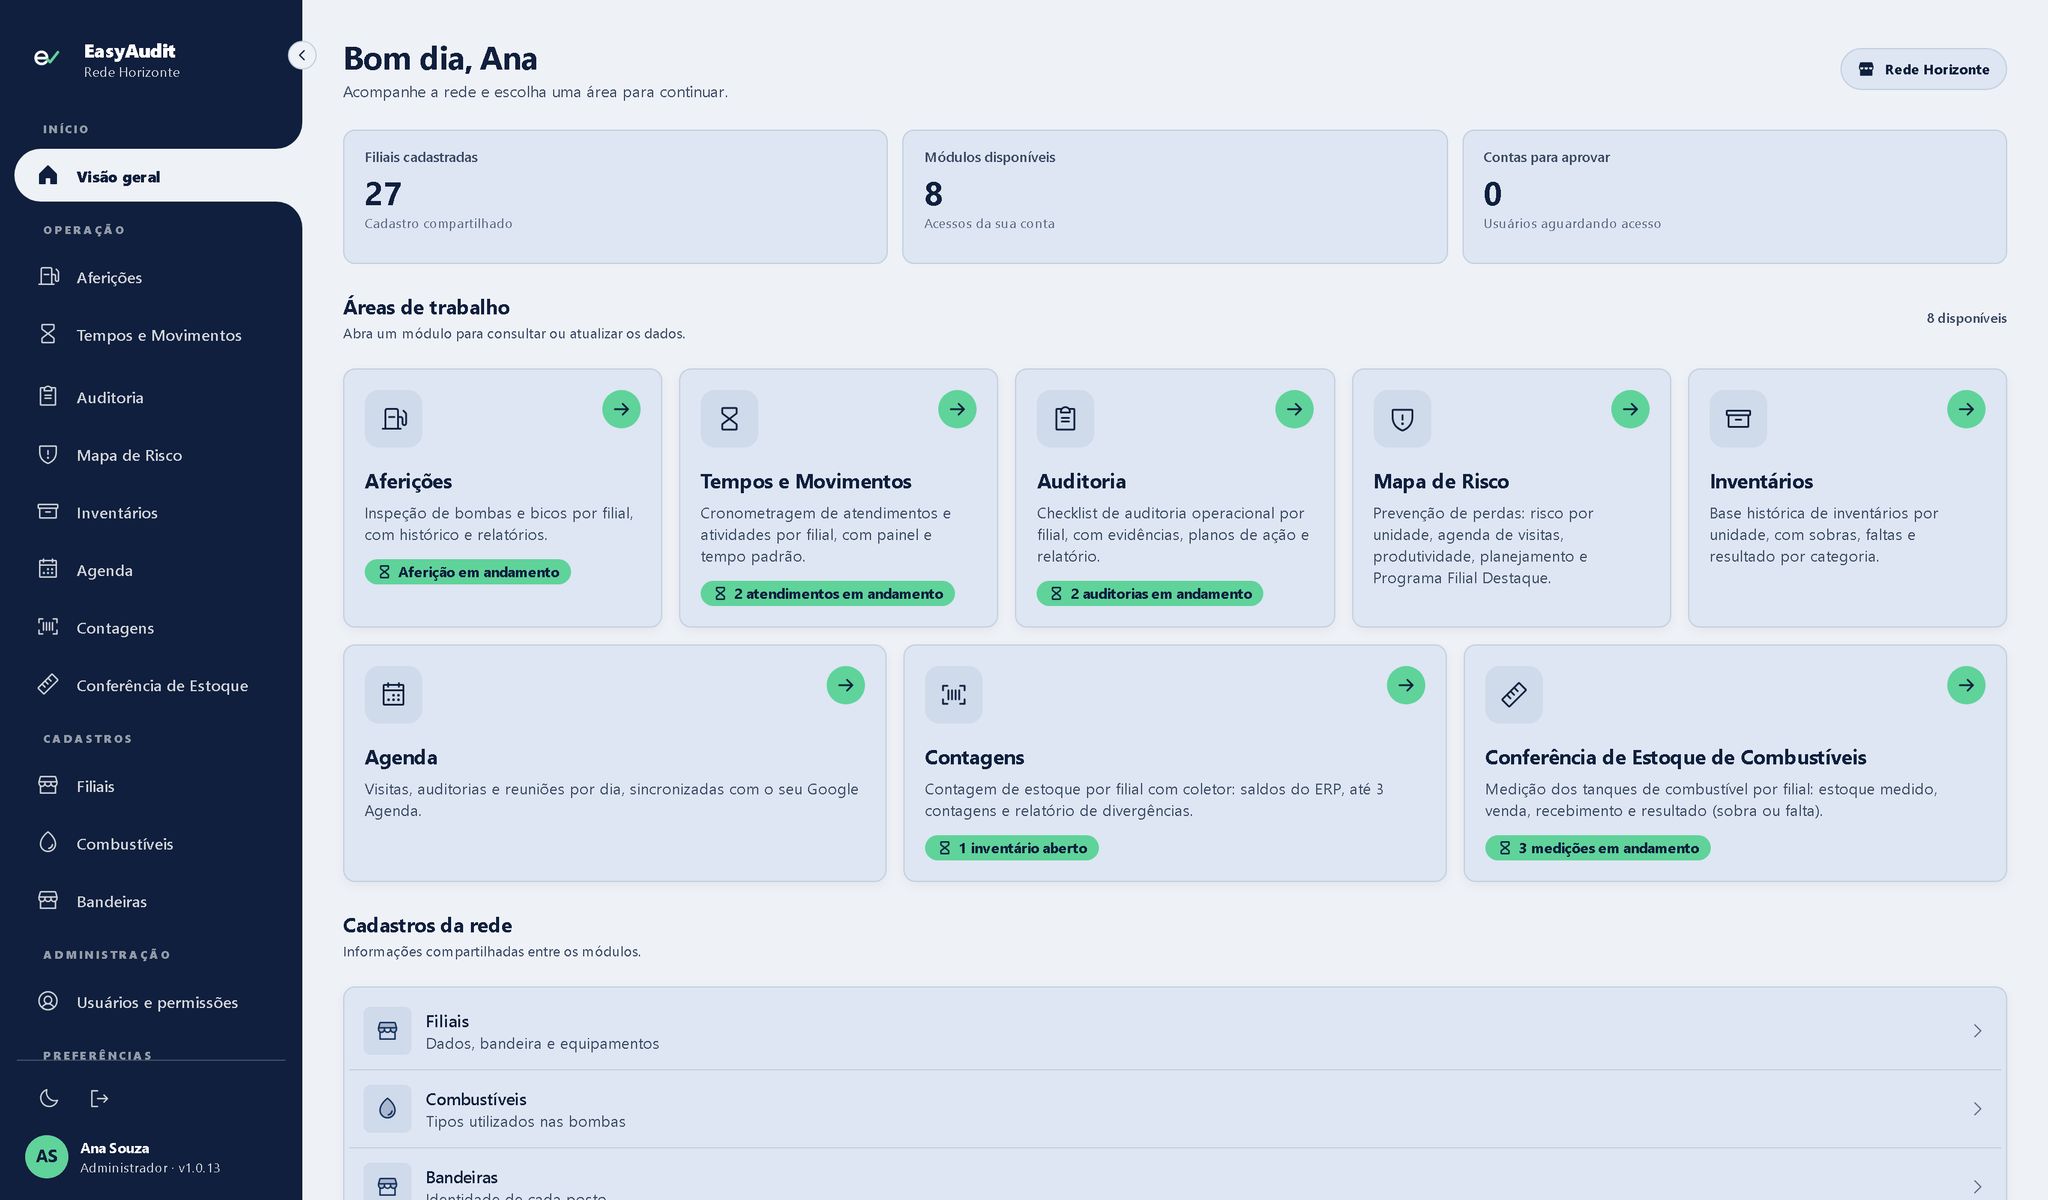 EasyAudit
Rede Horizonte
INÍCIO
Visão geral
OPERAÇÃO
Aferições
Tempos e Movimentos
Auditoria
Mapa de Risco
Inventários
Agenda
Contagens
Conferência de Estoque
CADASTROS
Filiais
Combustíveis
Bandeiras
ADMINISTRAÇÃO
Usuários e permissões
PREFERÊNCIAS
AS
Ana Souza
Administrador · v1.0.13
Bom dia, Ana
Acompanhe a rede e escolha uma área para continuar.
Rede Horizonte
Filiais cadastradas
27
Cadastro compartilhado
Módulos disponíveis
8
Acessos da sua conta
Contas para aprovar
0
Usuários aguardando acesso
Áreas de trabalho
Abra um módulo para consultar ou atualizar os dados.
8 disponíveis
Aferições
Inspeção de bombas e bicos por filial,
com histórico e relatórios.
Aferição em andamento
Tempos e Movimentos
Cronometragem de atendimentos e
atividades por filial, com painel e
tempo padrão.
2 atendimentos em andamento
Auditoria
Checklist de auditoria operacional por
filial, com evidências, planos de ação e
relatório.
2 auditorias em andamento
Mapa de Risco
Prevenção de perdas: risco por
unidade, agenda de visitas,
produtividade, planejamento e
Programa Filial Destaque.
Inventários
Base histórica de inventários por
unidade, com sobras, faltas e
resultado por categoria.
Agenda
Visitas, auditorias e reuniões por dia, sincronizadas com o seu Google
Agenda.
Contagens
Contagem de estoque por filial com coletor: saldos do ERP, até 3
contagens e relatório de divergências.
1 inventário aberto
Conferência de Estoque de Combustíveis
Medição dos tanques de combustível por filial: estoque medido,
venda, recebimento e resultado (sobra ou falta).
3 medições em andamento
Cadastros da rede
Informações compartilhadas entre os módulos.
Filiais
Dados, bandeira e equipamentos
Combustíveis
Tipos utilizados nas bombas
Bandeiras
Identidade de cada posto